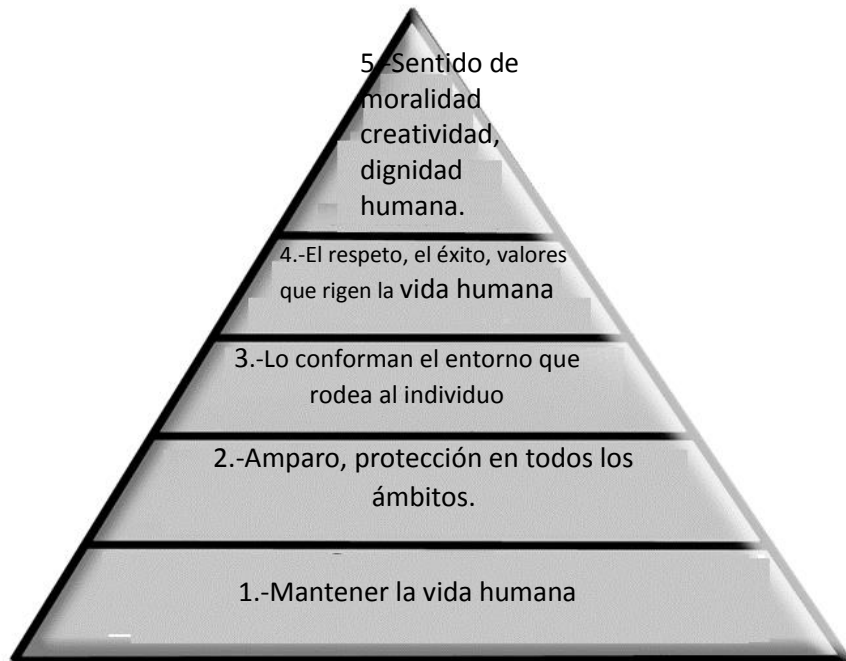 5.-Sentido de
moralidad
creatividad,
dignidad
humana.
4.-El respeto, el éxito, valores
que rigen la vida humana
3.-Lo conforman el entorno que
rodea al individuo
2.-Amparo, protección en todos los
ámbitos.
1.-Mantener la vida humana